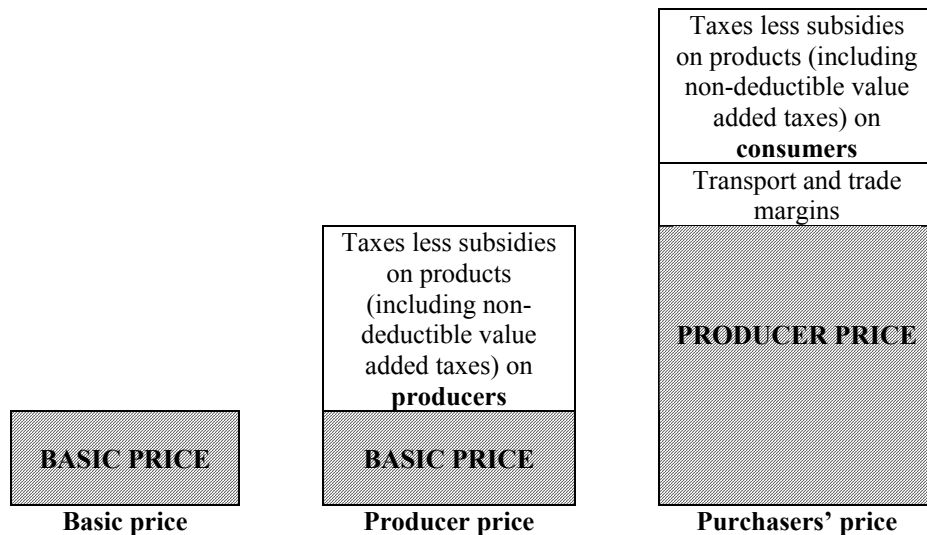 Taxes less subsidies
on products (including
non-deductible value
added taxes) on
consumers
Transport and trade
margins
Taxes less subsidies
on products
(including non-
deductible value
added taxes) on
producers
PRODUCER PRICE
BASIC PRICE
BASIC PRICE
Basic price
Producer price
Purchasers’ price